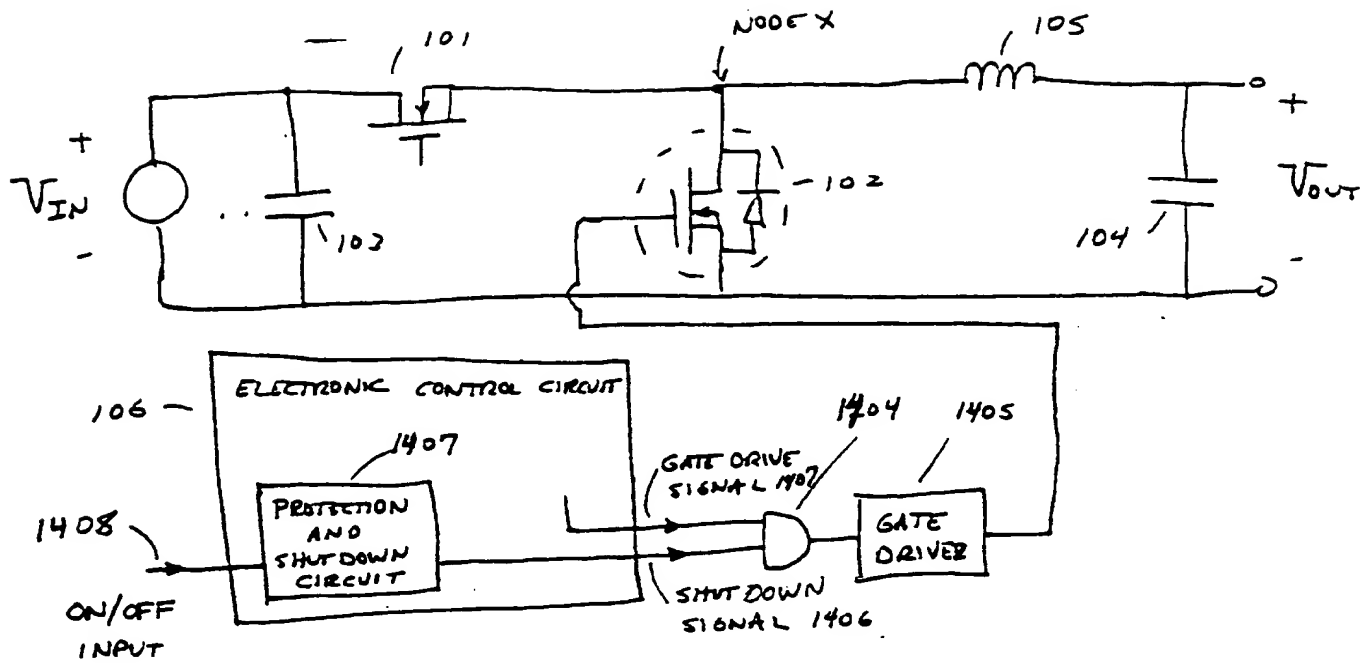 101
NODE X
105
+
V_IN
-
103
102
104
+
V_OUT
-
106
ELECTRONIC CONTROL CIRCUIT
1407
PROTECTION
AND
SHUTDOWN
CIRCUIT
1408
ON/OFF
INPUT
GATE DRIVE
SIGNAL 1407
SHUTDOWN
SIGNAL 1406
1404
1405
GATE
DRIVER